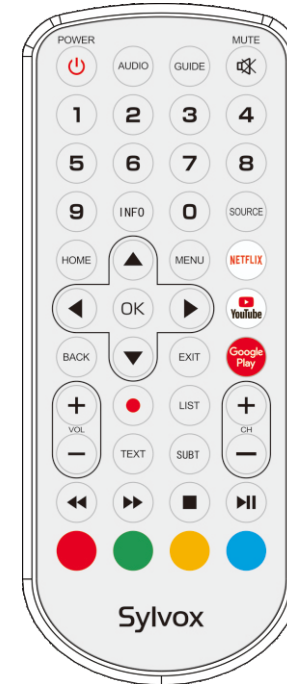 POWER MUTE
AUDIO GUIDE
1 2 3 4
5 6 7 8
9 INFO 0 SOURCE
HOME MENU NETFLIX
OK YouTube
BACK EXIT Google Play
+ LIST +
VOL CH
− TEXT SUBT −
Sylvox